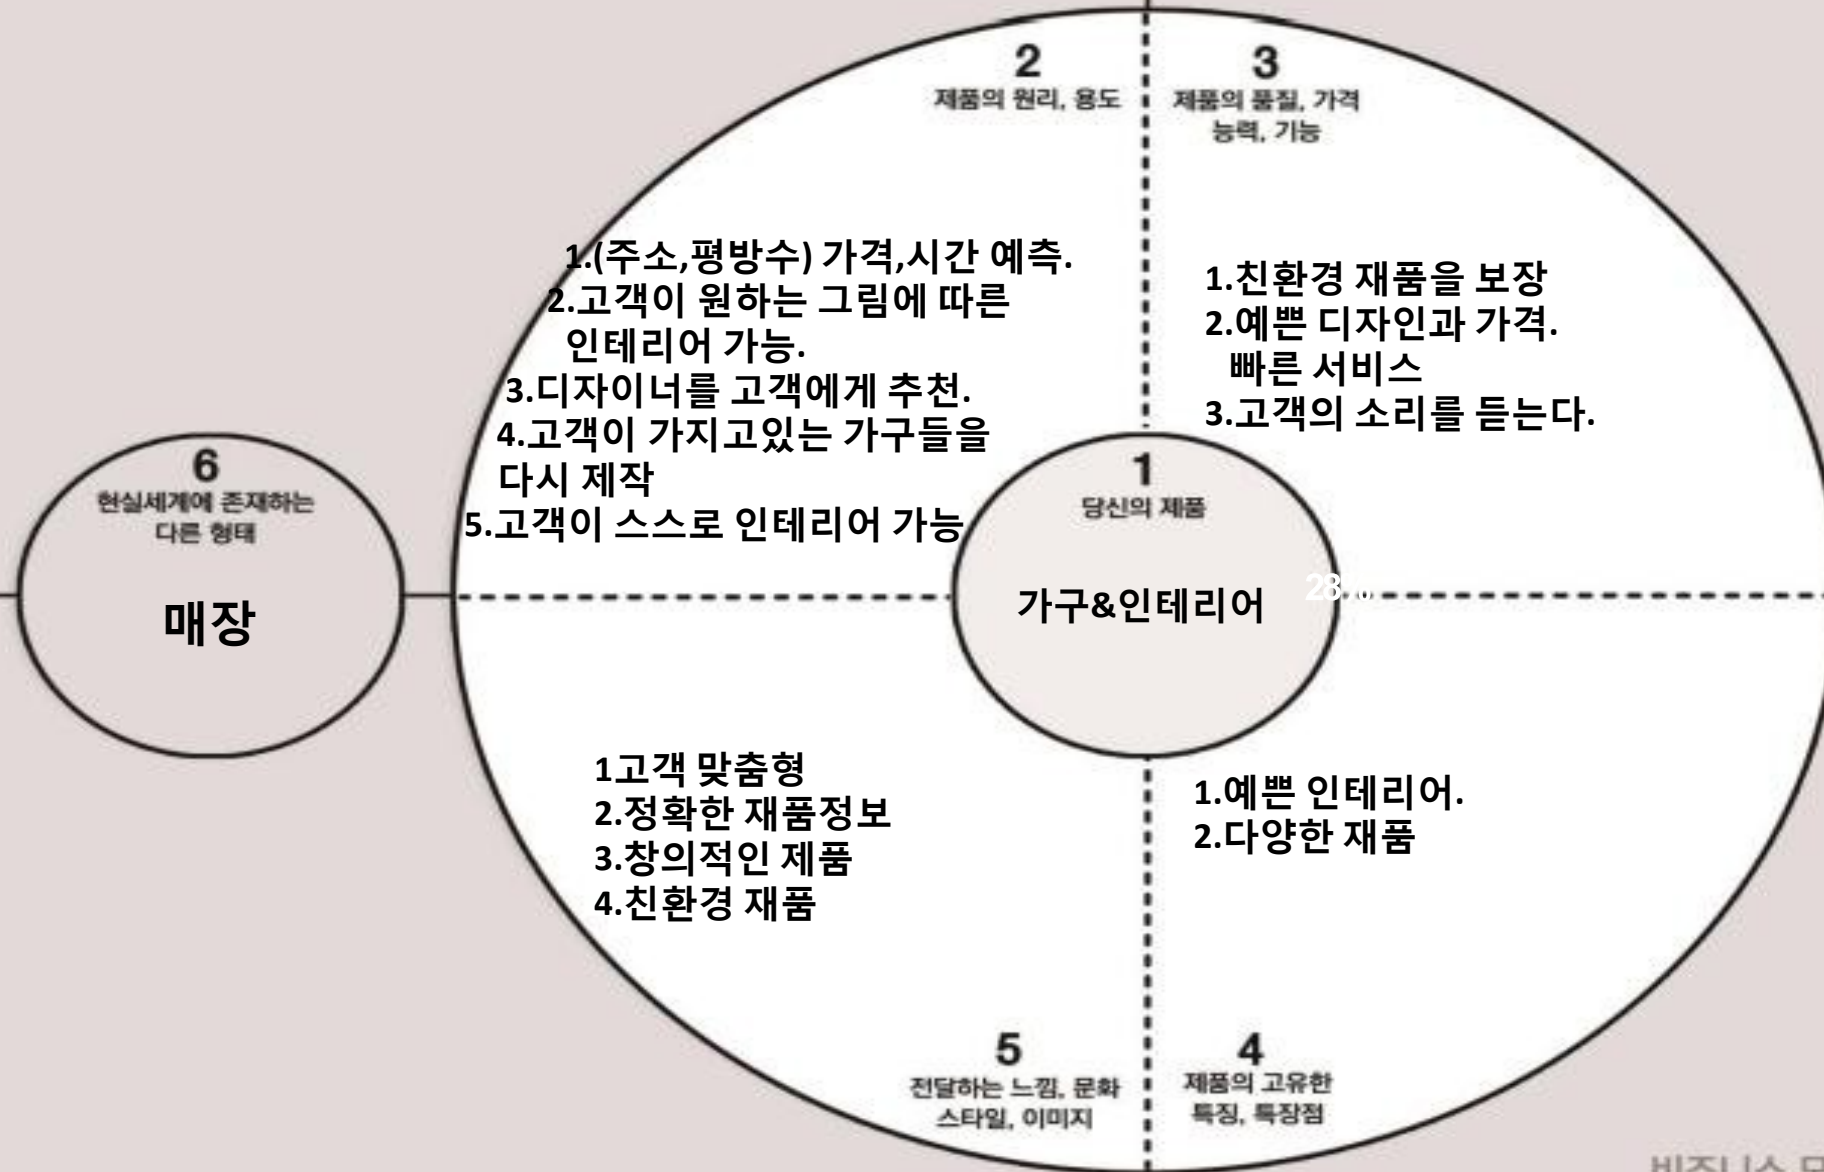 2
제품의 원리, 용도
3
제품의 품질, 가격
능력, 기능
1.(주소,평방수) 가격,시간 예측.
2.고객이 원하는 그림에 따른
인테리어 가능.
3.디자이너를 고객에게 추천.
4.고객이 가지고있는 가구들을
다시 제작
5.고객이 스스로 인테리어 가능
1.친환경 재품을 보장
2.예쁜 디자인과 가격.
빠른 서비스
3.고객의 소리를 듣는다.
6
현실세계에 존재하는
다른 형태
매장
1
당신의 제품
가구&인테리어
28%
1고객 맞춤형
2.정확한 재품정보
3.창의적인 제품
4.친환경 재품
1.예쁜 인테리어.
2.다양한 재품
5
전달하는 느낌, 문화
스타일, 이미지
4
제품의 고유한
특징, 특장점
비즈니스